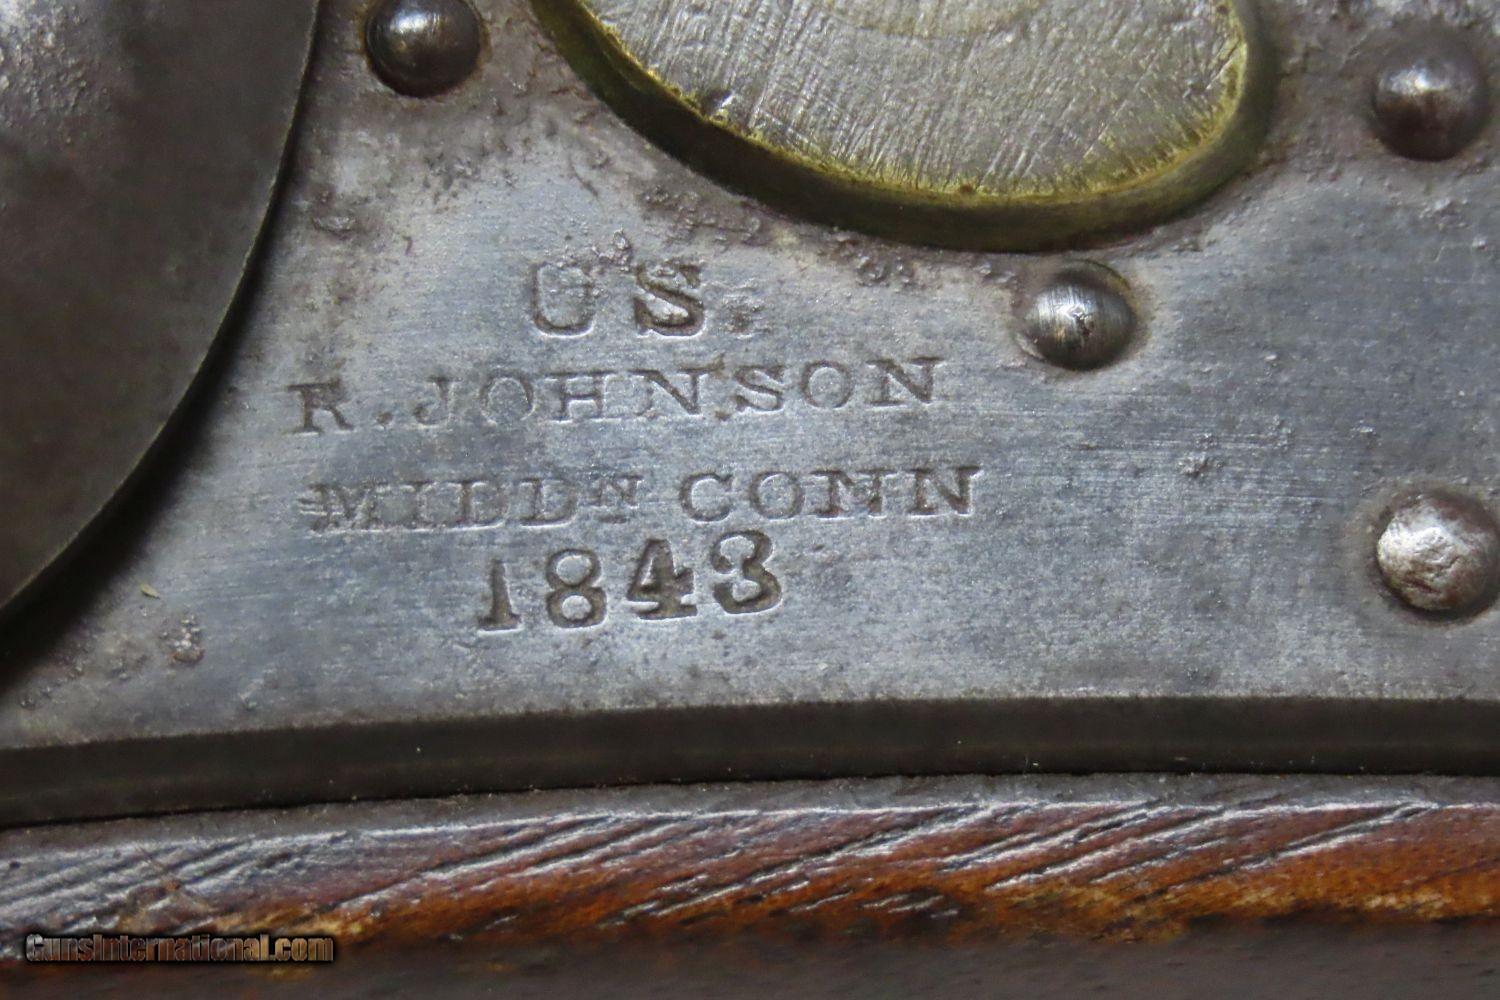 US.
R. JOHNSON
MIDDN CONN
1843
GunsInternational.com